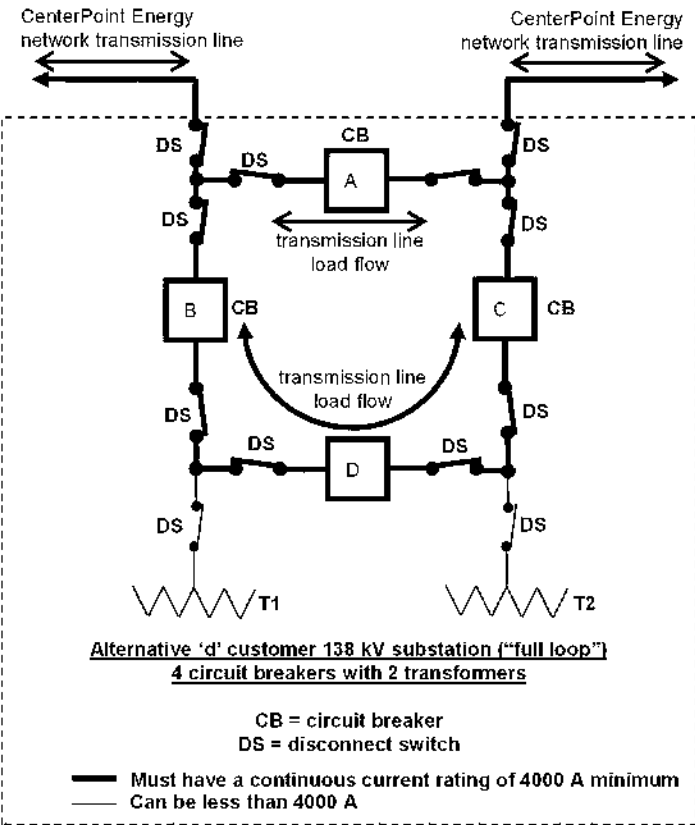 CenterPoint Energy
network transmission line
CenterPoint Energy
network transmission line
CB
DS
DS
DS
A
DS
DS
transmission line
load flow
B
CB
C
CB
transmission line
load flow
DS
DS
DS
DS
D
DS
DS
T1
T2
Alternative ‘d’ customer 138 kV substation (“full loop”)
4 circuit breakers with 2 transformers
CB = circuit breaker
DS = disconnect switch
Must have a continuous current rating of 4000 A minimum
Can be less than 4000 A